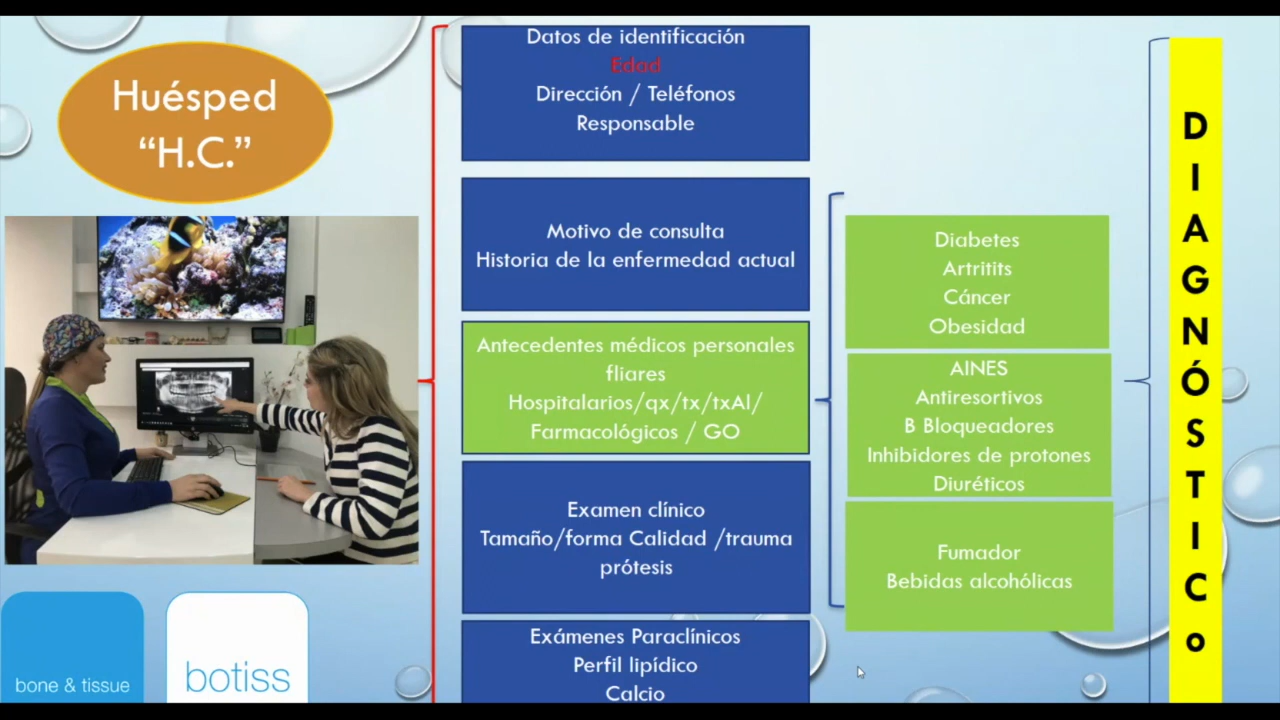 Huésped
“H.C.”
bone & tissue
botiss
Datos de identificación
Edad
Dirección / Teléfonos
Responsable
Motivo de consulta
Historia de la enfermedad actual
Antecedentes médicos personales
fliares
Hospitalarios/qx/tx/txAl/
Farmacológicos / GO
Examen clínico
Tamaño/forma Calidad /trauma
prótesis
Exámenes Paraclínicos
Perfil lipídico
Calcio
Diabetes
Artritits
Cáncer
Obesidad
AINES
Antiresortivos
B Bloqueadores
Inhibidores de protones
Diuréticos
Fumador
Bebidas alcohólicas
D
I
A
G
N
Ó
S
T
I
C
o